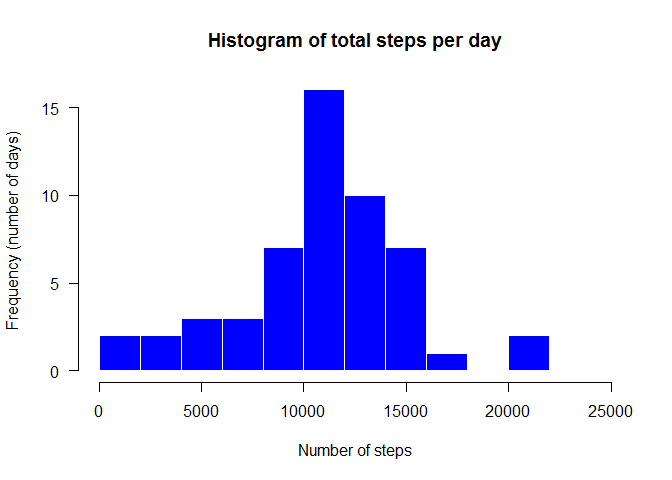 Histogram of total steps per day
Frequency (number of days)
15
10
5
0
0 5000 10000 15000 20000 25000
Number of steps